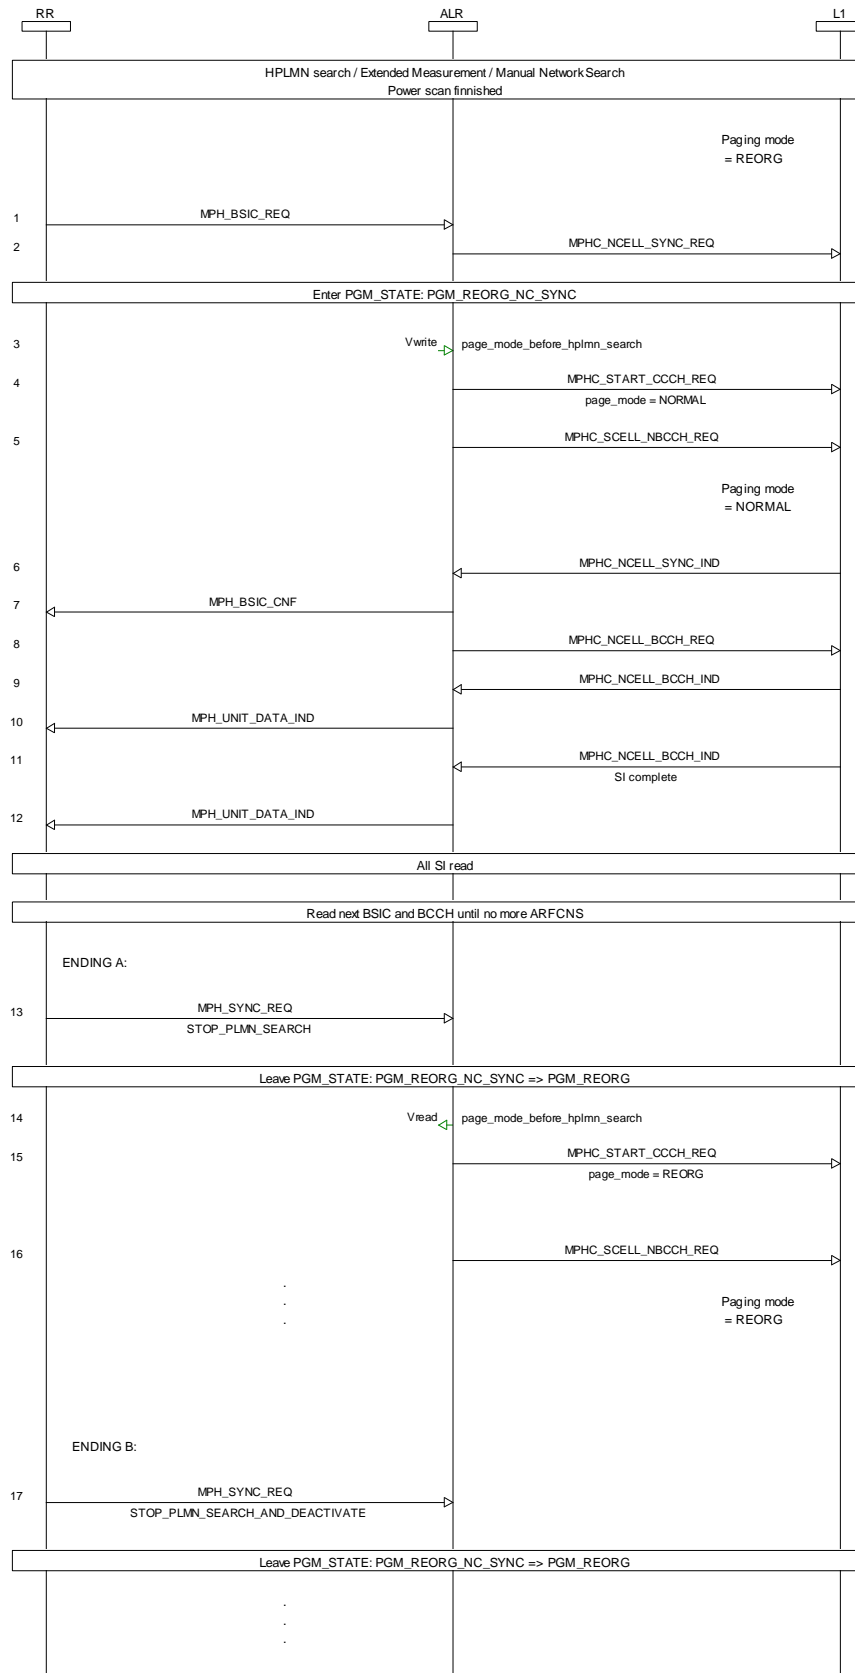 RR ALR L1
HPLMN search / Extended Measurement / Manual Network Search
Power scan finnished
Paging mode
= REORG
1 MPH_BSIC_REQ
2 MPHC_NCELL_SYNC_REQ
Enter PGM_STATE: PGM_REORG_NC_SYNC
3 Vwrite page_mode_before_hplmn_search
4 MPHC_START_CCCH_REQ
page_mode = NORMAL
5 MPHC_SCELL_NBCCH_REQ
Paging mode
= NORMAL
6 MPHC_NCELL_SYNC_IND
7 MPH_BSIC_CNF
8 MPHC_NCELL_BCCH_REQ
9 MPHC_NCELL_BCCH_IND
10 MPH_UNIT_DATA_IND
11 MPHC_NCELL_BCCH_IND
SI complete
12 MPH_UNIT_DATA_IND
All SI read
Read next BSIC and BCCH until no more ARFCNS
ENDING A:
13 MPH_SYNC_REQ
STOP_PLMN_SEARCH
Leave PGM_STATE: PGM_REORG_NC_SYNC => PGM_REORG
14 Vread page_mode_before_hplmn_search
15 MPHC_START_CCCH_REQ
page_mode = REORG
16 MPHC_SCELL_NBCCH_REQ
.
. Paging mode
. = REORG
ENDING B:
17 MPH_SYNC_REQ
STOP_PLMN_SEARCH_AND_DEACTIVATE
Leave PGM_STATE: PGM_REORG_NC_SYNC => PGM_REORG
.
.
.